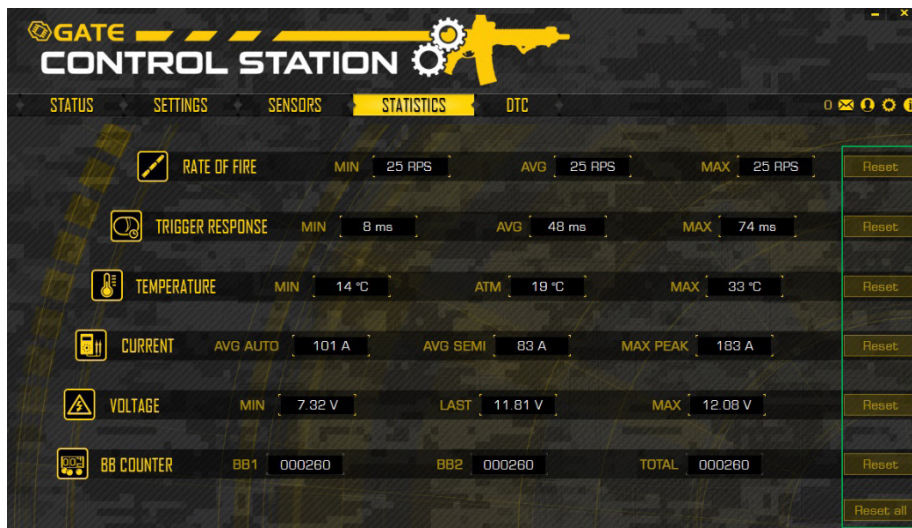 GATE
CONTROL STATION
STATUS SETTINGS SENSORS STATISTICS DTC 0
RATE OF FIRE MIN 25 RPS AVG 25 RPS MAX 25 RPS Reset
TRIGGER RESPONSE MIN 8 ms AVG 48 ms MAX 74 ms Reset
TEMPERATURE MIN 14 °C ATM 19 °C MAX 33 °C Reset
CURRENT AVG AUTO 101 A AVG SEMI 83 A MAX PEAK 183 A Reset
VOLTAGE MIN 7.32 V LAST 11.81 V MAX 12.08 V Reset
BB COUNTER BB1 000260 BB2 000260 TOTAL 000260 Reset
Reset all